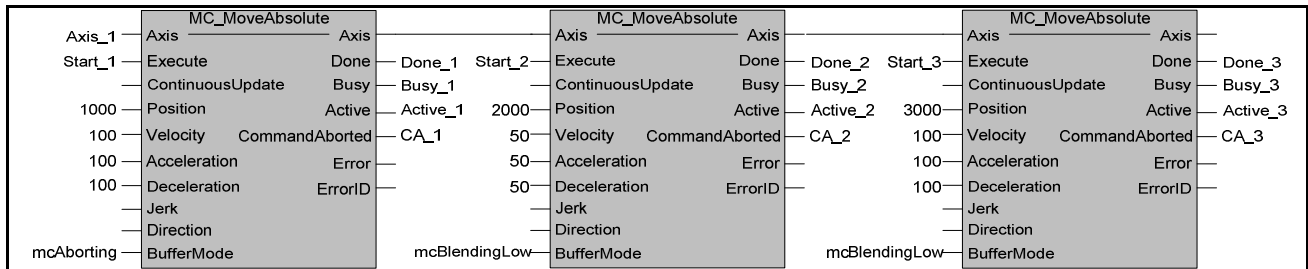 MC_MoveAbsolute MC_MoveAbsolute MC_MoveAbsolute
Axis_1 Axis Axis Axis Axis Axis Axis
Start_1 Execute Done Done_1 Start_2 Execute Done Done_2 Start_3 Execute Done Done_3
ContinuousUpdate Busy Busy_1 ContinuousUpdate Busy Busy_2 ContinuousUpdate Busy Busy_3
1000 Position Active Active_1 2000 Position Active Active_2 3000 Position Active Active_3
100 Velocity CommandAborted CA_1 50 Velocity CommandAborted CA_2 100 Velocity CommandAborted CA_3
100 Acceleration Error 50 Acceleration Error 100 Acceleration Error
100 Deceleration ErrorID 50 Deceleration ErrorID 100 Deceleration ErrorID
Jerk Jerk Jerk
Direction Direction Direction
mcAborting BufferMode mcBlendingLow BufferMode mcBlendingLow BufferMode